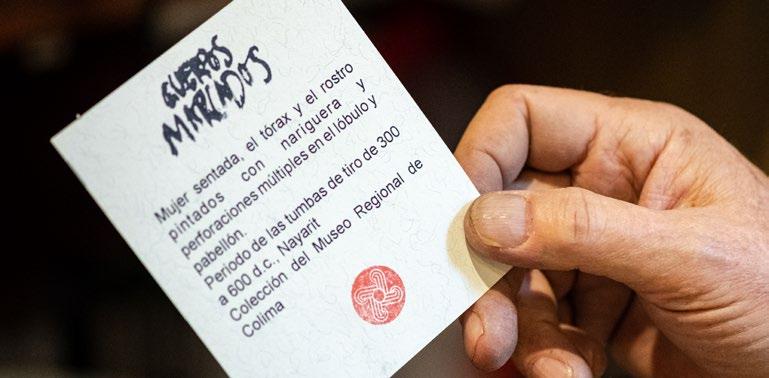 CUERPOS
MARCADOS
Mujer sentada, el tórax y el rostro
pintados con nariguera y
perforaciones múltiples en el lóbulo y
pabellón.
Periodo de las tumbas de tiro de 300
a 600 d.c., Nayarit
Colección del Museo Regional de
Colima